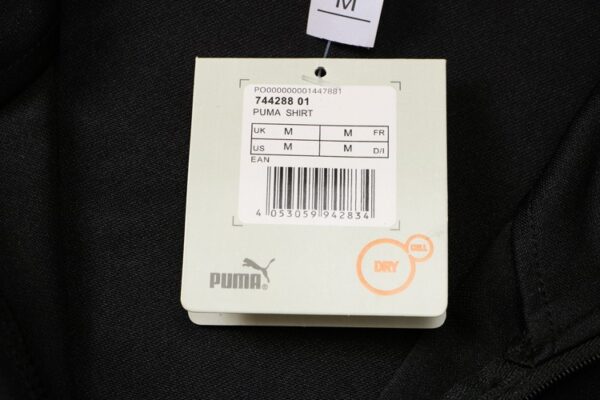 M
PO000000001447881
744288 01
PUMA SHIRT
UK M M FR
US M M D/I
EAN
4 053059 942834
DRY
CELL
PUMA®